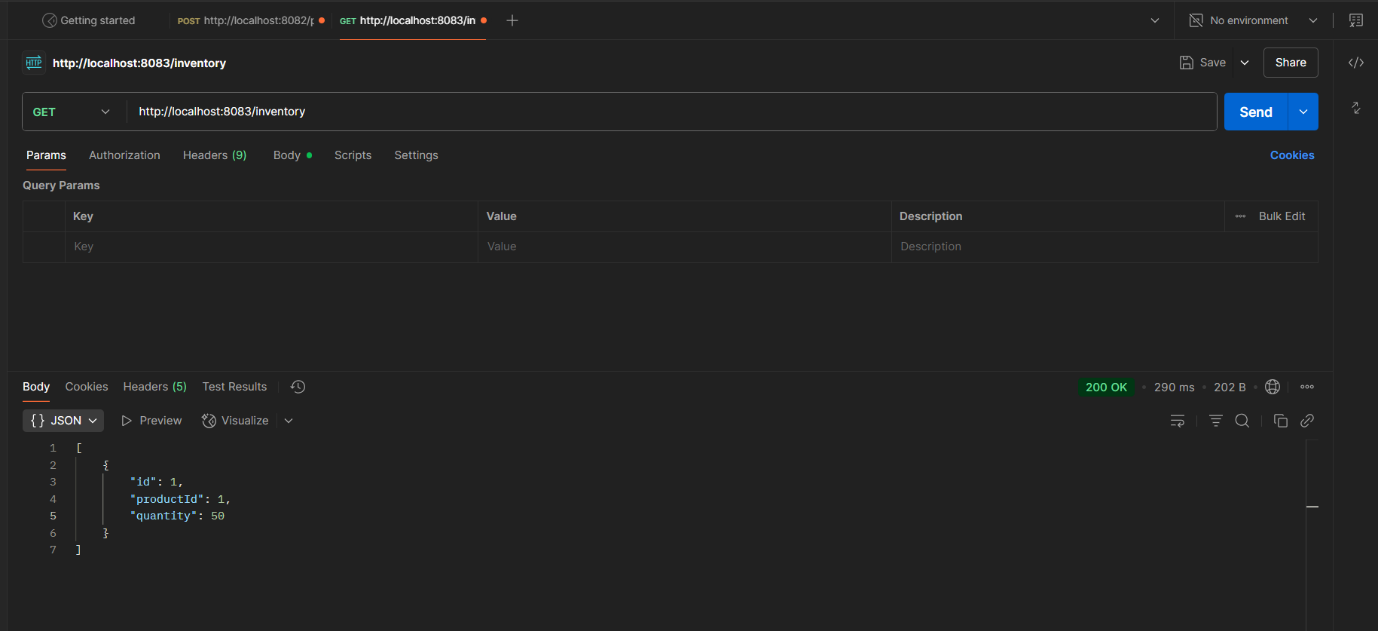 Getting started POST http://localhost:8082/p GET http://localhost:8083/in No environment
HTTP http://localhost:8083/inventory Save Share
GET http://localhost:8083/inventory Send
Params Authorization Headers (9) Body Scripts Settings Cookies
Query Params
Key Value Description Bulk Edit
Key Value Description
Body Cookies Headers (5) Test Results 200 OK 290 ms 202 B
{} JSON Preview Visualize
1 [
2 {
3 "id": 1,
4 "productId": 1,
5 "quantity": 50
6 }
7 ]